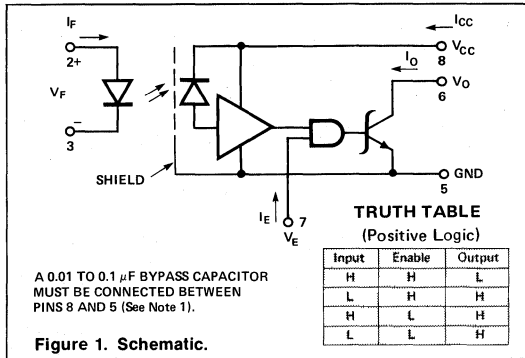 I_F
2+
V_F
−
3
SHIELD
I_CC
V_CC
8
I_O
V_O
6
GND
5
I_E
7
V_E
A 0.01 TO 0.1 μF BYPASS CAPACITOR
MUST BE CONNECTED BETWEEN
PINS 8 AND 5 (See Note 1).
TRUTH TABLE
(Positive Logic)
Input Enable Output
H H L
L H H
H L H
L L H
Figure 1. Schematic.